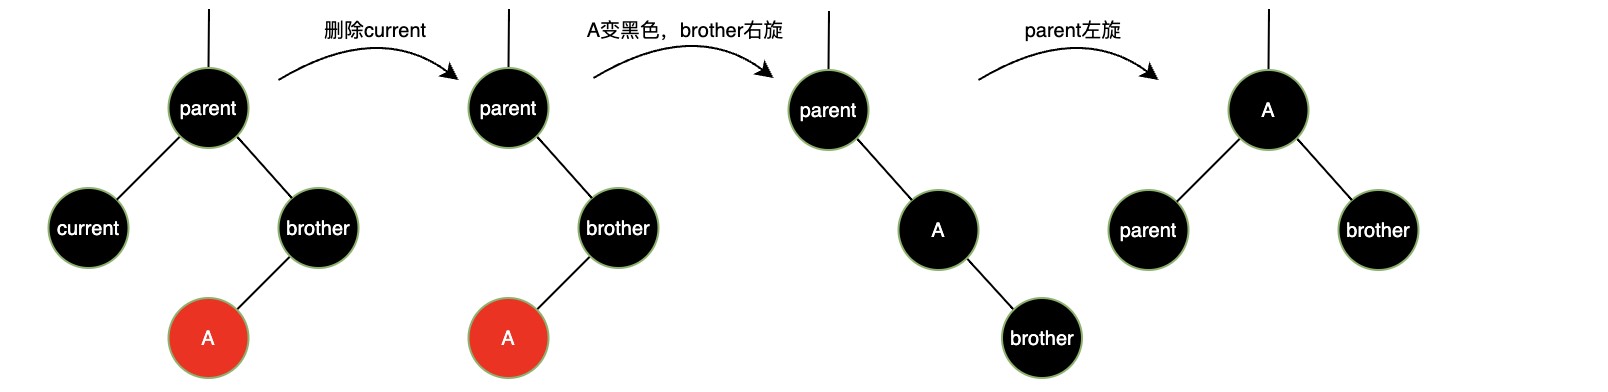 删除current
A变黑色，brother右旋
parent左旋
parent
parent
parent
A
current
brother
brother
A
parent
brother
A
A
brother